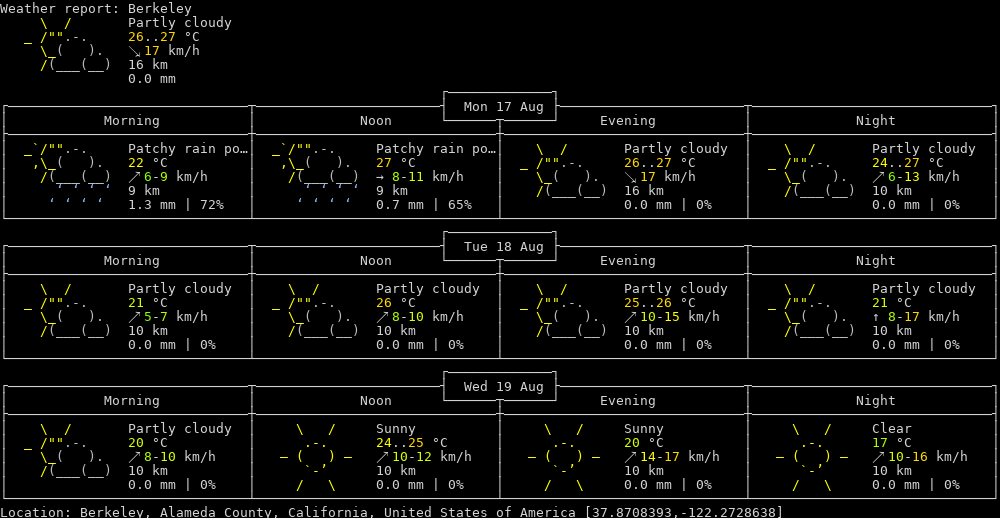 Weather report: Berkeley
Partly cloudy
26..27 °C
↘ 17 km/h
16 km
0.0 mm
Mon 17 Aug
Morning Noon Evening Night
Patchy rain po… Patchy rain po… Partly cloudy Partly cloudy
22 °C 27 °C 26..27 °C 24..27 °C
↗ 6-9 km/h → 8-11 km/h ↘ 17 km/h ↗ 6-13 km/h
9 km 9 km 16 km 10 km
1.3 mm | 72% 0.7 mm | 65% 0.0 mm | 0% 0.0 mm | 0%
Tue 18 Aug
Morning Noon Evening Night
Partly cloudy Partly cloudy Partly cloudy Partly cloudy
21 °C 26 °C 25..26 °C 21 °C
↗ 5-7 km/h ↗ 8-10 km/h ↗ 10-15 km/h ↑ 8-17 km/h
10 km 10 km 10 km 10 km
0.0 mm | 0% 0.0 mm | 0% 0.0 mm | 0% 0.0 mm | 0%
Wed 19 Aug
Morning Noon Evening Night
Partly cloudy Sunny Sunny Clear
20 °C 24..25 °C 20 °C 17 °C
↗ 8-10 km/h ↗ 10-12 km/h ↗ 14-17 km/h ↗ 10-16 km/h
10 km 10 km 10 km 10 km
0.0 mm | 0% 0.0 mm | 0% 0.0 mm | 0% 0.0 mm | 0%
Location: Berkeley, Alameda County, California, United States of America [37.8708393,-122.2728638]